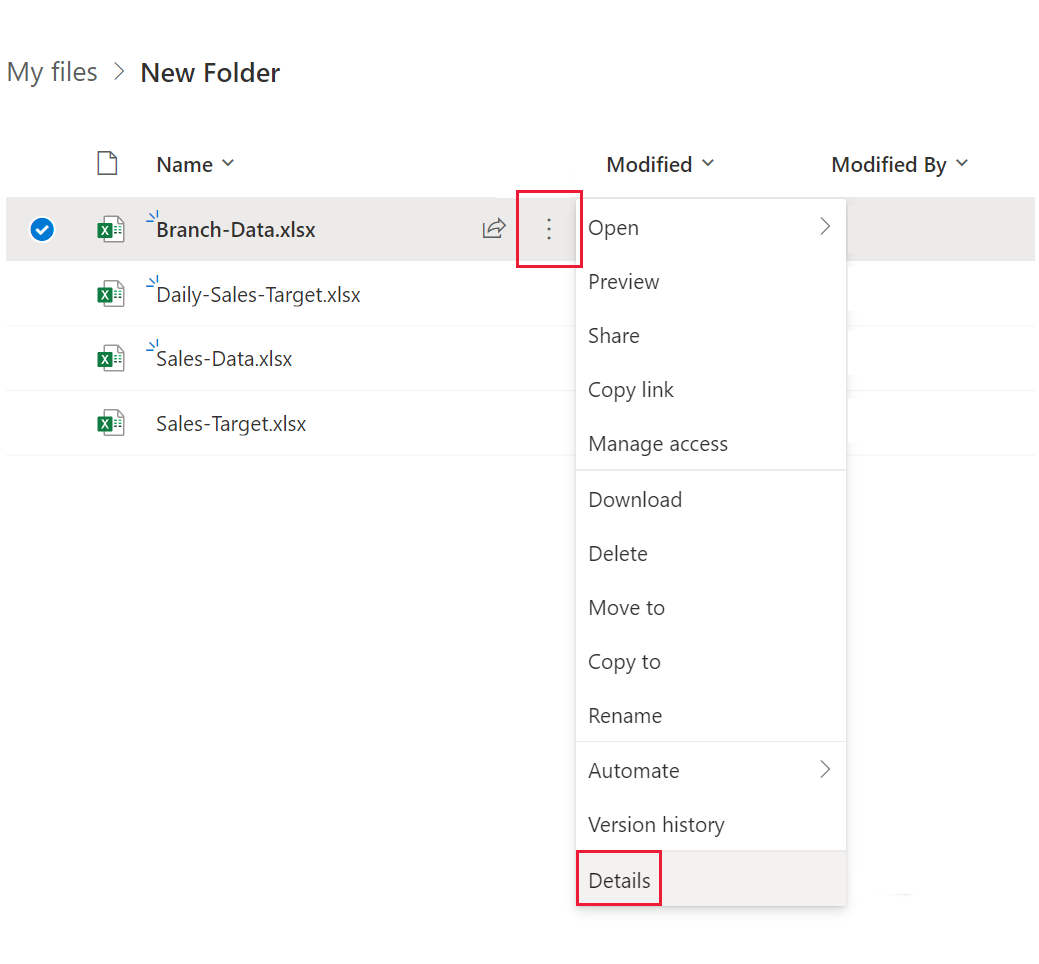 My files > New Folder
Name Modified Modified By
Branch-Data.xlsx
Daily-Sales-Target.xlsx
Sales-Data.xlsx
Sales-Target.xlsx
Open
Preview
Share
Copy link
Manage access
Download
Delete
Move to
Copy to
Rename
Automate
Version history
Details